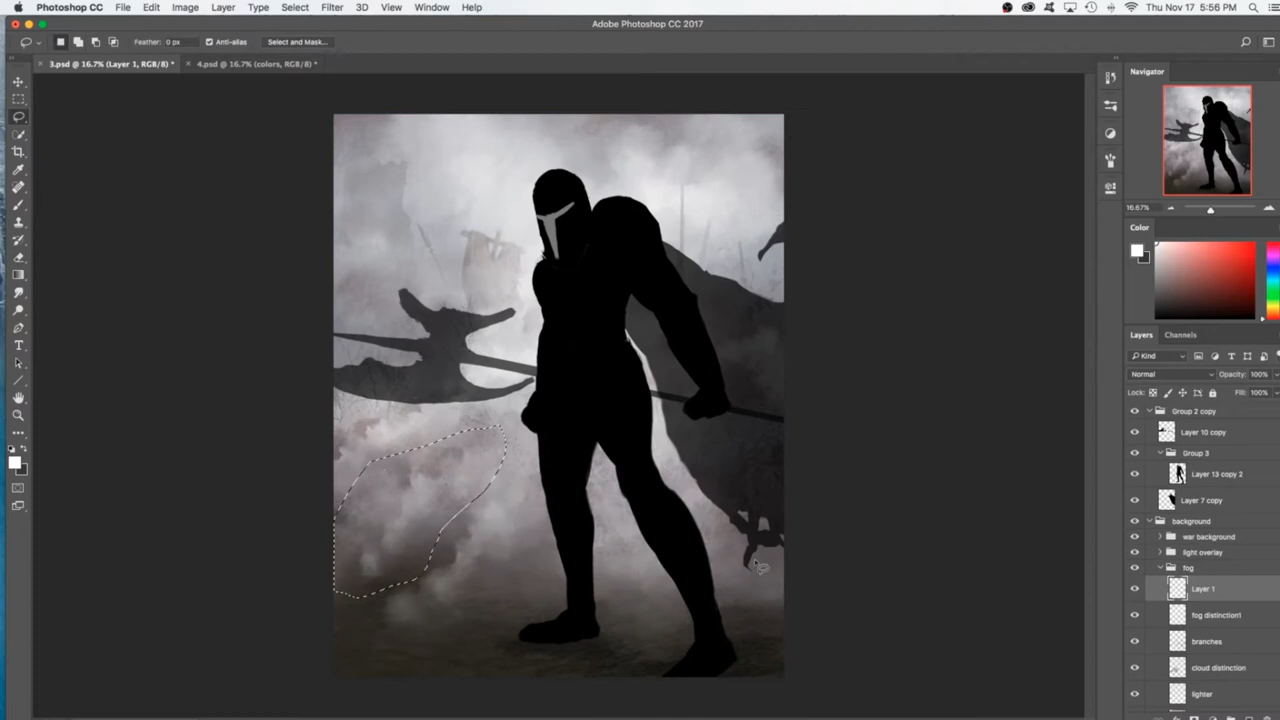 Photoshop CC File Edit Image Layer Type Select Filter 3D View Window Help Thu Nov 17 5:56 PM
Adobe Photoshop CC 2017
Feather: 0 px Anti-alias Select and Mask...
3.psd @ 16.7% (Layer 1, RGB/8) * 4.psd @ 16.7% (colors, RGB/8) *
Navigator
16.67%
Color
Layers Channels
Kind
Normal Opacity: 100%
Lock: Fill: 100%
Group 2 copy
Layer 10 copy
Group 3
Layer 13 copy 2
Layer 7 copy
background
war background
light overlay
fog
Layer 1
fog distinction1
branches
cloud distinction
lighter